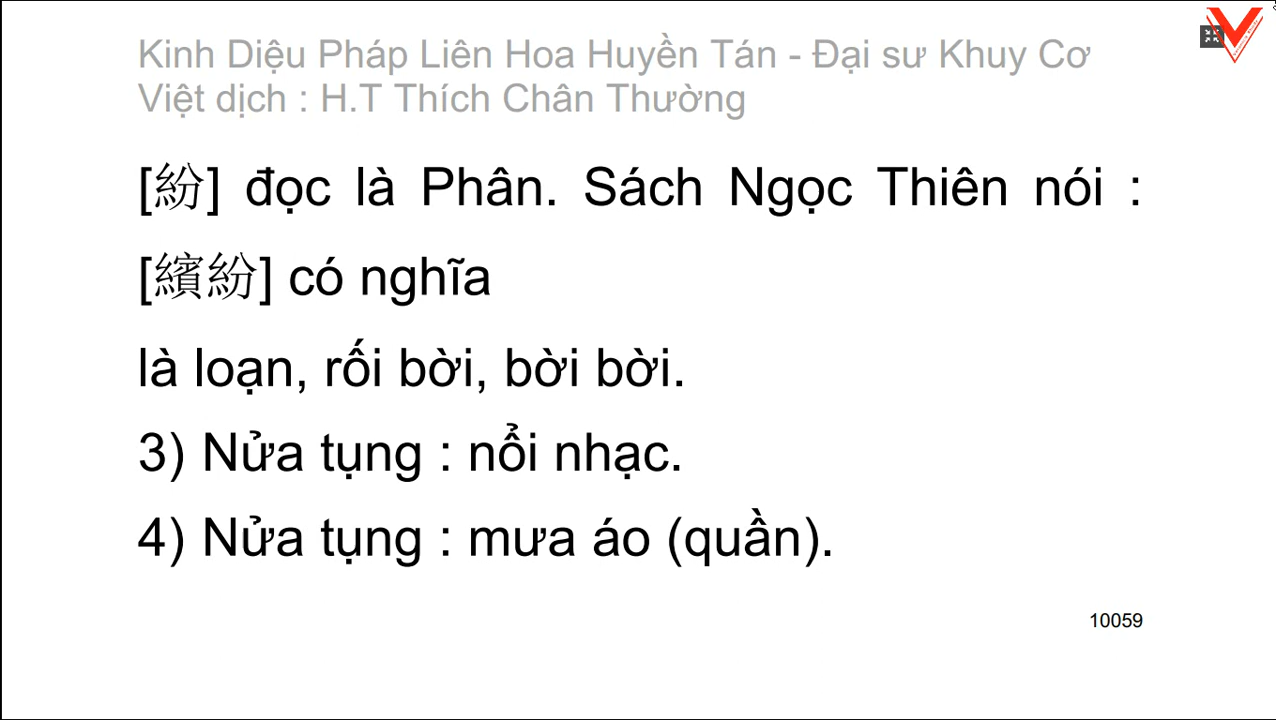 Kinh Diệu Pháp Liên Hoa Huyền Tán - Đại sư Khuy Cơ
Việt dịch : H.T Thích Chân Thường
[紛] đọc là Phân. Sách Ngọc Thiên nói :
[繽紛] có nghĩa
là loạn, rối bời, bời bời.
3) Nửa tụng : nổi nhạc.
4) Nửa tụng : mưa áo (quần).
10059